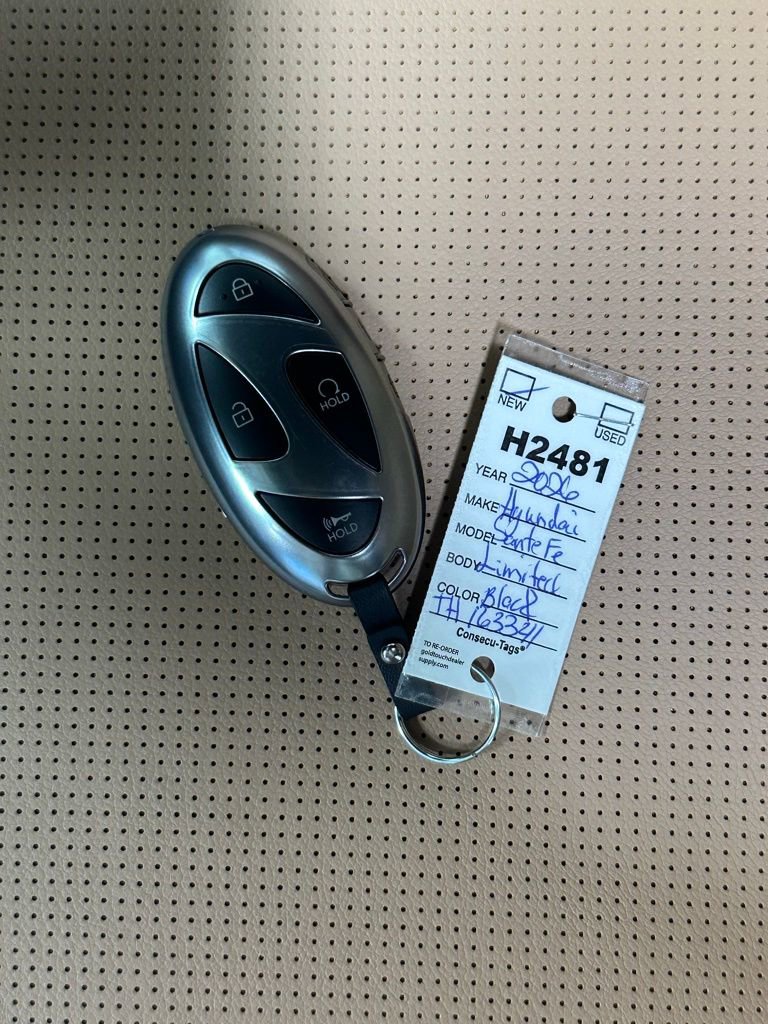 HOLD
HOLD
NEW
USED
H2481
YEAR 2026
MAKE Hyundai
MODEL Sante Fe
BODY Limited
COLOR Black
TH 163341
Consecu-Tags®
TO RE-ORDER
goldtouchdealer
supply.com